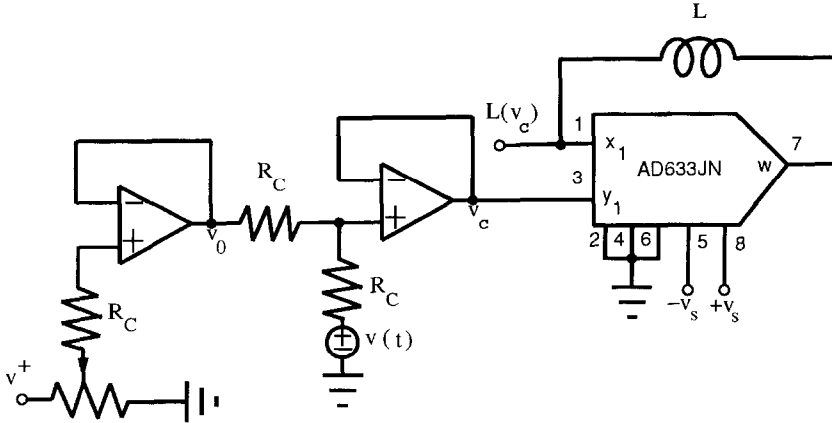 L
L(v_c)
1
x_1
AD633JN
w
7
3
y_1
R_C
−
+
v_0
−
+
v_c
R_C
R_C
+
−
v(t)
v^+
2 4 6 5 8
−v_s +v_s